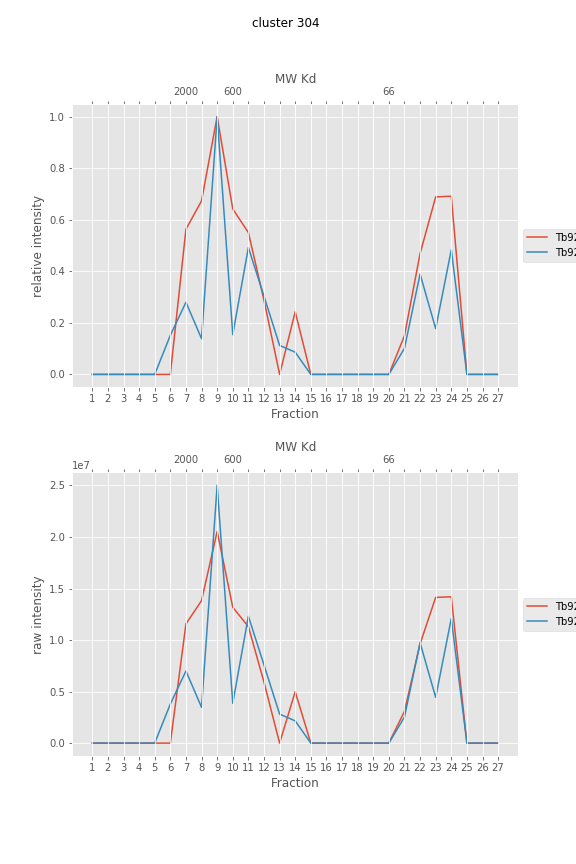 cluster 304
MW Kd
2000 600 66
1.0
0.8
0.6
0.4
0.2
0.0
relative intensity
1 2 3 4 5 6 7 8 9 10 11 12 13 14 15 16 17 18 19 20 21 22 23 24 25 26 27
Fraction
Tb92
Tb92
MW Kd
2000 600 66
1e7
2.5
2.0
1.5
1.0
0.5
0.0
raw intensity
1 2 3 4 5 6 7 8 9 10 11 12 13 14 15 16 17 18 19 20 21 22 23 24 25 26 27
Fraction
Tb92
Tb92